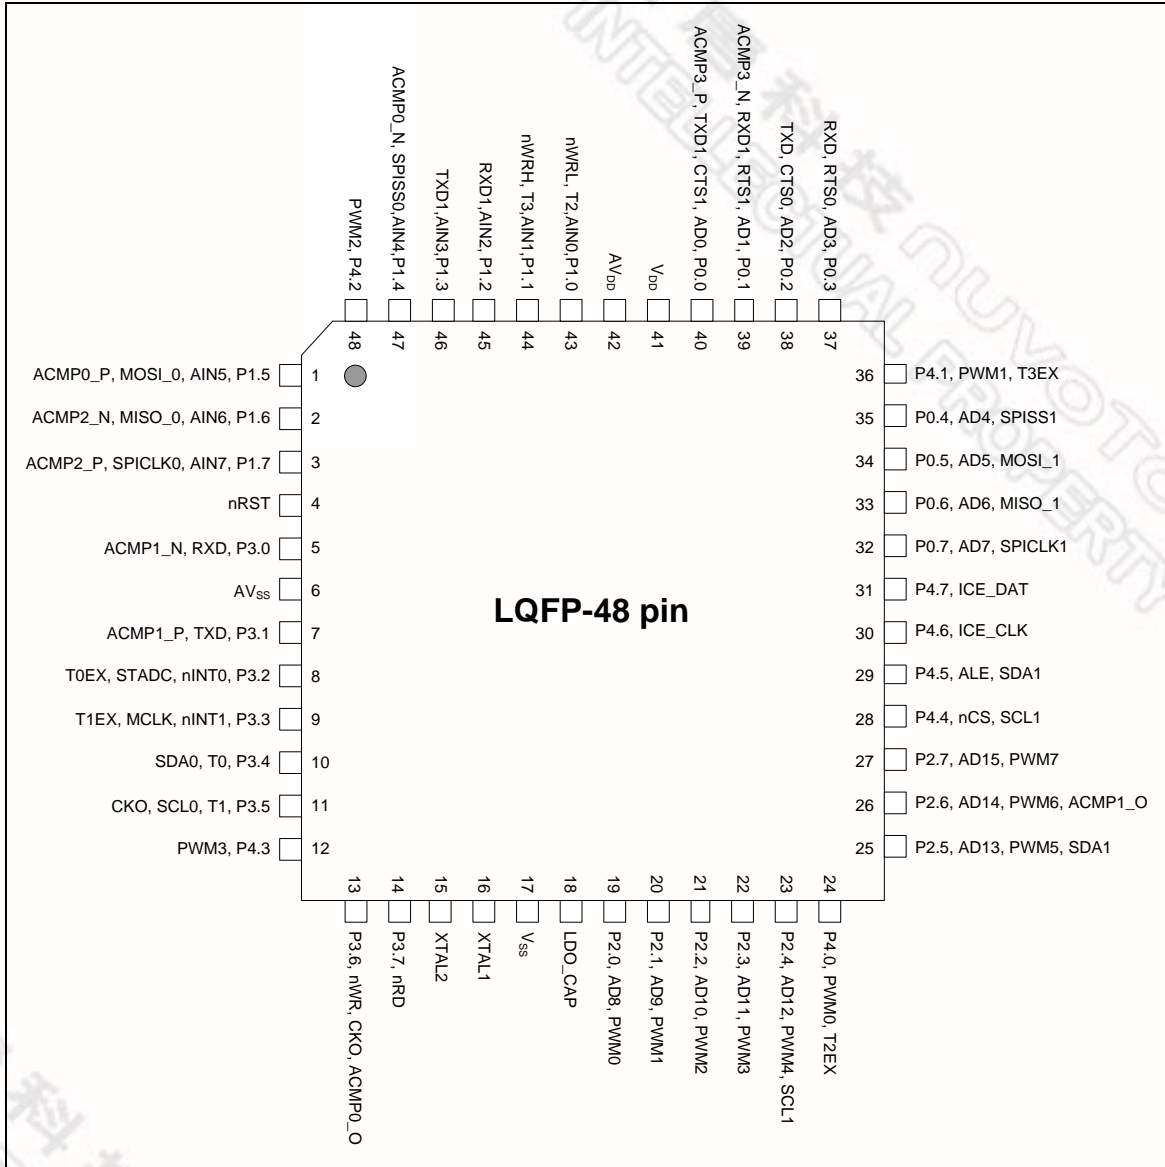 PWM2, P4.2
ACMP0_N, SPISS0,AIN4,P1.4
TXD1,AIN3,P1.3
RXD1,AIN2, P1.2
nWRH, T3,AIN1,P1.1
nWRL, T2,AIN0,P1.0
AVDD
VDD
ACMP3_P, TXD1, CTS1, AD0, P0.0
ACMP3_N, RXD1, RTS1, AD1, P0.1
TXD, CTS0, AD2, P0.2
RXD, RTS0, AD3, P0.3
48
47
46
45
44
43
42
41
40
39
38
37
ACMP0_P, MOSI_0, AIN5, P1.5 1
ACMP2_N, MISO_0, AIN6, P1.6 2
ACMP2_P, SPICLK0, AIN7, P1.7 3
nRST 4
ACMP1_N, RXD, P3.0 5
AVSS 6
ACMP1_P, TXD, P3.1 7
T0EX, STADC, nINT0, P3.2 8
T1EX, MCLK, nINT1, P3.3 9
SDA0, T0, P3.4 10
CKO, SCL0, T1, P3.5 11
PWM3, P4.3 12
LQFP-48 pin
36 P4.1, PWM1, T3EX
35 P0.4, AD4, SPISS1
34 P0.5, AD5, MOSI_1
33 P0.6, AD6, MISO_1
32 P0.7, AD7, SPICLK1
31 P4.7, ICE_DAT
30 P4.6, ICE_CLK
29 P4.5, ALE, SDA1
28 P4.4, nCS, SCL1
27 P2.7, AD15, PWM7
26 P2.6, AD14, PWM6, ACMP1_O
25 P2.5, AD13, PWM5, SDA1
13
14
15
16
17
18
19
20
21
22
23
24
P3.6, nWR, CKO, ACMP0_O
P3.7, nRD
XTAL2
XTAL1
VSS
LDO_CAP
P2.0, AD8, PWM0
P2.1, AD9, PWM1
P2.2, AD10, PWM2
P2.3, AD11, PWM3
P2.4, AD12, PWM4, SCL1
P4.0, PWM0, T2EX
科技 nuvoTo
INTELLECTUAL PROPERTY
科